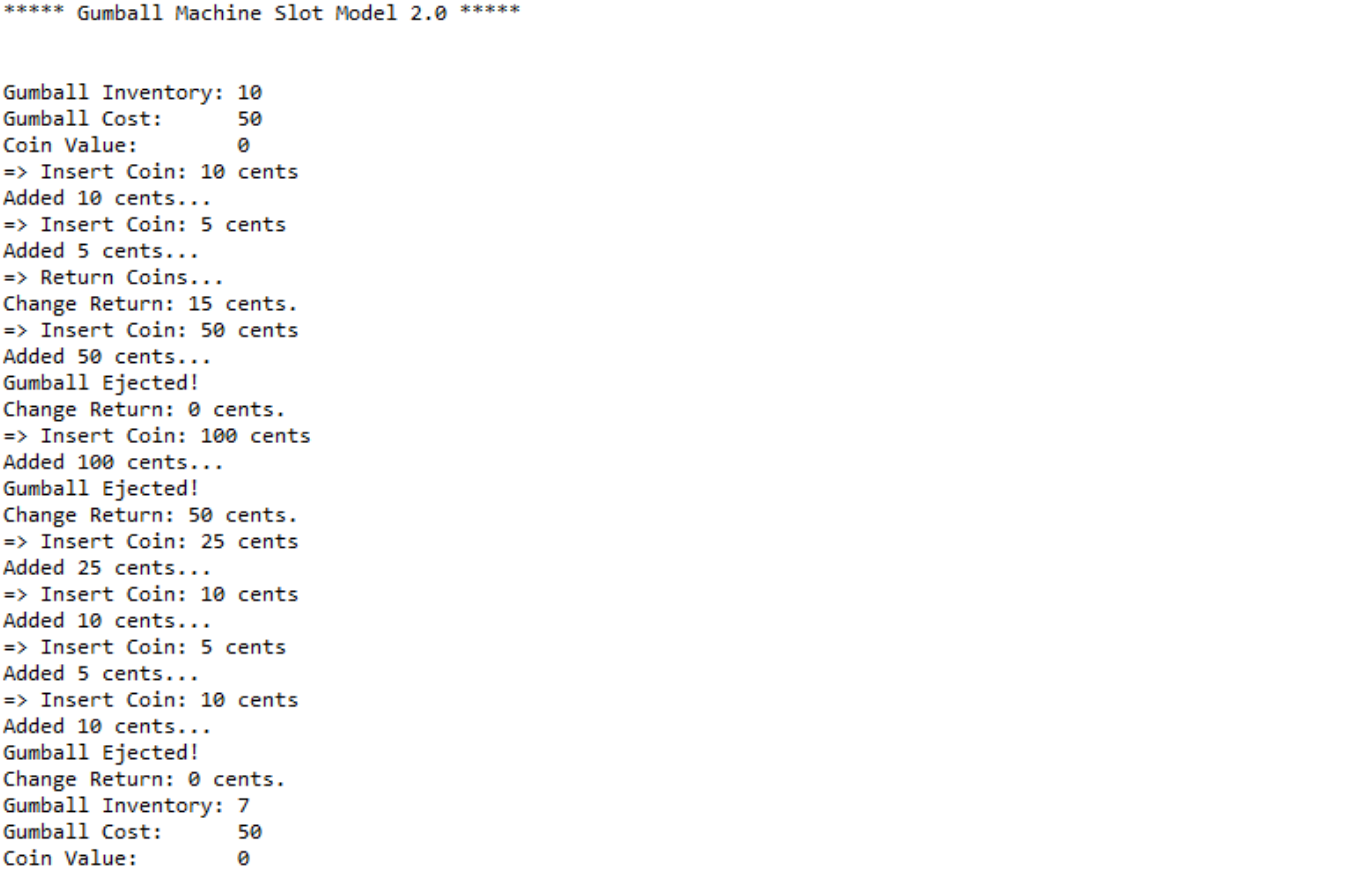 ***** Gumball Machine Slot Model 2.0 *****
Gumball Inventory: 10
Gumball Cost:      50
Coin Value:        0
=> Insert Coin: 10 cents
Added 10 cents...
=> Insert Coin: 5 cents
Added 5 cents...
=> Return Coins...
Change Return: 15 cents.
=> Insert Coin: 50 cents
Added 50 cents...
Gumball Ejected!
Change Return: 0 cents.
=> Insert Coin: 100 cents
Added 100 cents...
Gumball Ejected!
Change Return: 50 cents.
=> Insert Coin: 25 cents
Added 25 cents...
=> Insert Coin: 10 cents
Added 10 cents...
=> Insert Coin: 5 cents
Added 5 cents...
=> Insert Coin: 10 cents
Added 10 cents...
Gumball Ejected!
Change Return: 0 cents.
Gumball Inventory: 7
Gumball Cost:      50
Coin Value:        0